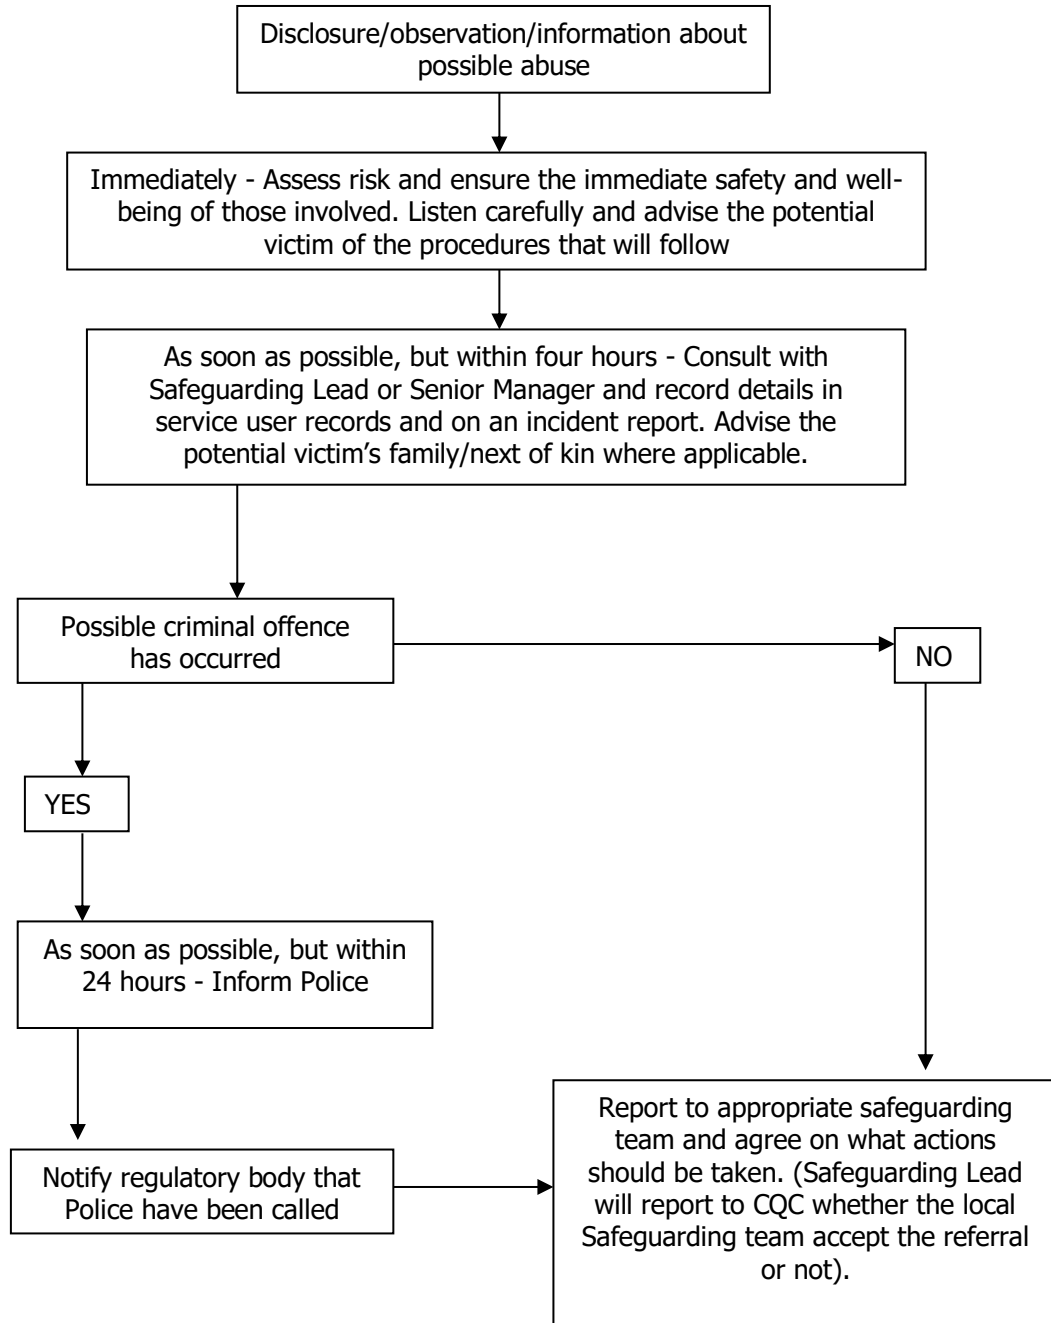 Disclosure/observation/information about
possible abuse
Immediately - Assess risk and ensure the immediate safety and well-
being of those involved. Listen carefully and advise the potential
victim of the procedures that will follow
As soon as possible, but within four hours - Consult with
Safeguarding Lead or Senior Manager and record details in
service user records and on an incident report. Advise the
potential victim’s family/next of kin where applicable.
Possible criminal offence
has occurred
NO
YES
As soon as possible, but within
24 hours - Inform Police
Notify regulatory body that
Police have been called
Report to appropriate safeguarding
team and agree on what actions
should be taken. (Safeguarding Lead
will report to CQC whether the local
Safeguarding team accept the referral
or not).